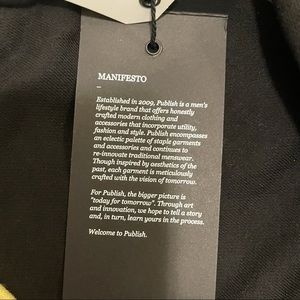 MANIFESTO
–
Established in 2009, Publish is a men's
lifestyle brand that offers honestly
crafted modern clothing and
accessories that incorporate utility,
fashion and style. Publish encompasses
an eclectic palette of staple garments
and accessories and continues to
re-innovate traditional menswear.
Though inspired by aesthetics of the
past, each garment is meticulously
crafted with the vision of tomorrow.
For Publish, the bigger picture is
"today for tomorrow". Through art
and innovation, we hope to tell a story
and, in turn, learn yours in the process.
Welcome to Publish.